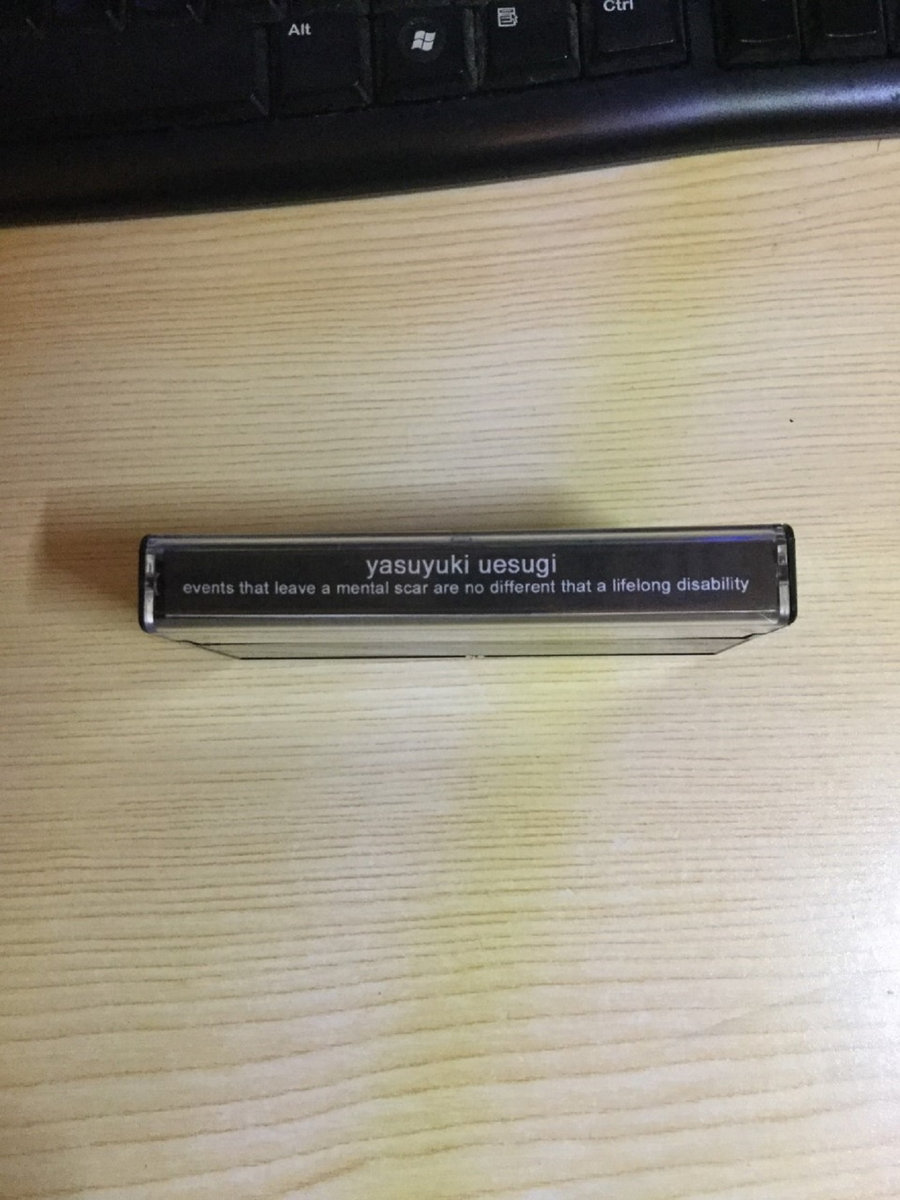 Alt
Ctrl
yasuyuki uesugi
events that leave a mental scar are no different that a lifelong disability